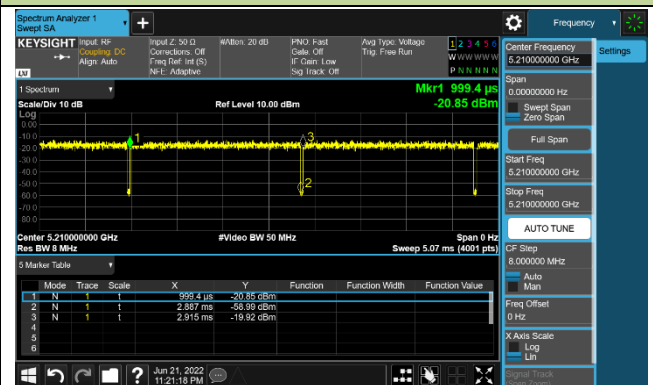 Spectrum Analyzer 1
Swept SA
Frequency
KEYSIGHT
Input: RF
Coupling: DC
Align: Auto
Input Z: 50 Ω
Corrections: Off
Freq Ref: Int (S)
NFE: Adaptive
#Atten: 20 dB
PNO: Fast
Gate: Off
IF Gain: Low
Sig Track: Off
Avg Type: Voltage
Trig: Free Run
1 2 3 4 5 6
W W W W W W
P N N N N N
LXI
1 Spectrum
Scale/Div 10 dB
Ref Level 10.00 dBm
Mkr1 999.4 µs
-20.85 dBm
Log
0.00
-10.0
-20.0
-30.0
-40.0
-50.0
-60.0
-70.0
-80.0
1
3
2
Center 5.210000000 GHz
#Video BW 50 MHz
Span 0 Hz
Res BW 8 MHz
Sweep 5.07 ms (4001 pts)
5 Marker Table
Mode Trace Scale X Y Function Function Width Function Value
1 N 1 t 999.4 µs -20.85 dBm
2 N 1 t 2.887 ms -58.99 dBm
3 N 1 t 2.915 ms -19.92 dBm
4
5
6
Jun 21, 2022
11:21:18 PM
Center Frequency
5.210000000 GHz
Settings
Span
0.00000000 Hz
Swept Span
Zero Span
Full Span
Start Freq
5.210000000 GHz
Stop Freq
5.210000000 GHz
AUTO TUNE
CF Step
8.000000 MHz
Auto
Man
Freq Offset
0 Hz
X Axis Scale
Log
Lin
Signal Track
(Span Zoom)